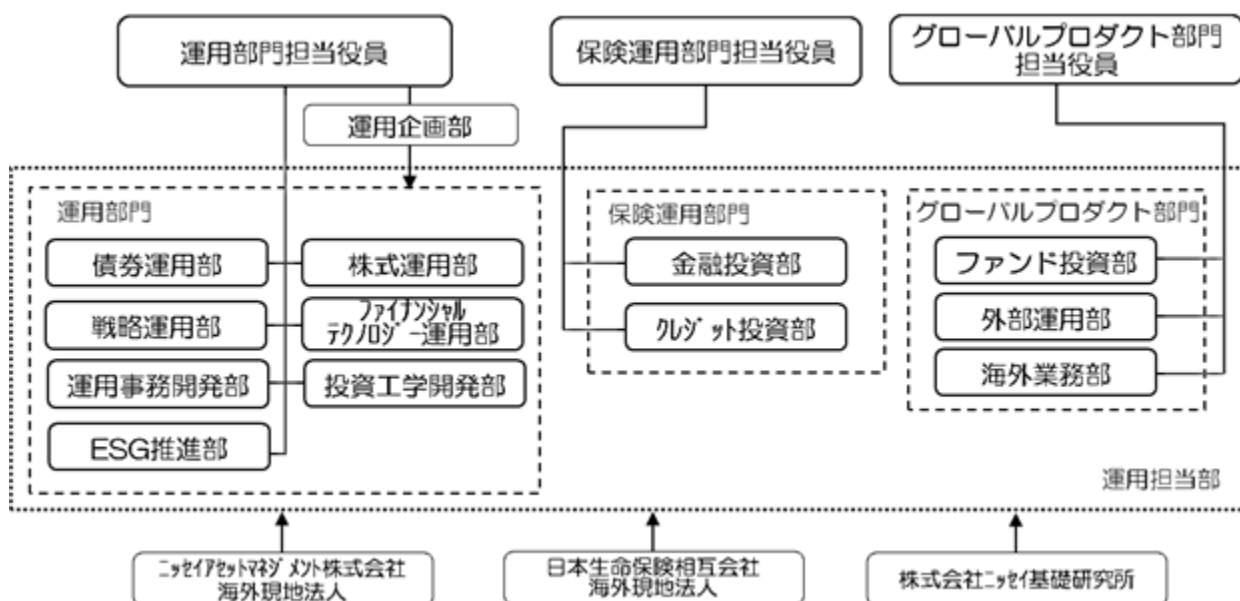 運用部門担当役員
保険運用部門担当役員
グローバルプロダクト部門
担当役員
運用企画部
運用部門
債券運用部
株式運用部
戦略運用部
ファイナンシャル
テクノロジー運用部
運用事務開発部
投資工学開発部
ESG推進部
保険運用部門
金融投資部
クレジット投資部
グローバルプロダクト部門
ファンド投資部
外部運用部
海外業務部
運用担当部
ニッセイアセットマネジメント株式会社
海外現地法人
日本生命保険相互会社
海外現地法人
株式会社ニッセイ基礎研究所